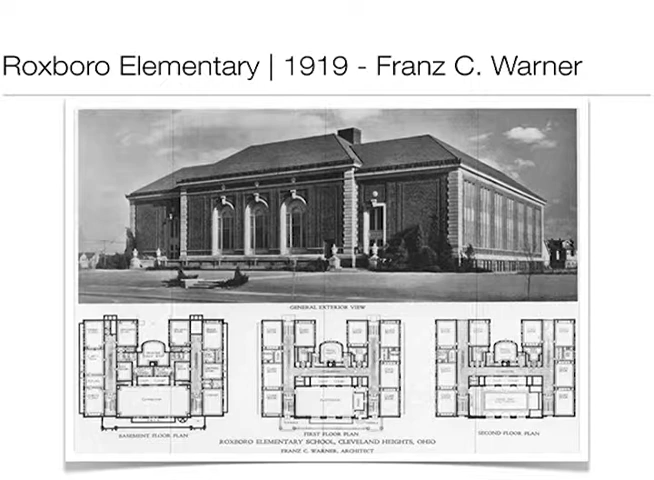 Roxboro Elementary | 1919 - Franz C. Warner
GENERAL EXTERIOR VIEW
BASEMENT FLOOR PLAN
FIRST FLOOR PLAN
SECOND FLOOR PLAN
ROXBORO ELEMENTARY SCHOOL, CLEVELAND HEIGHTS, OHIO
FRANZ C. WARNER, ARCHITECT